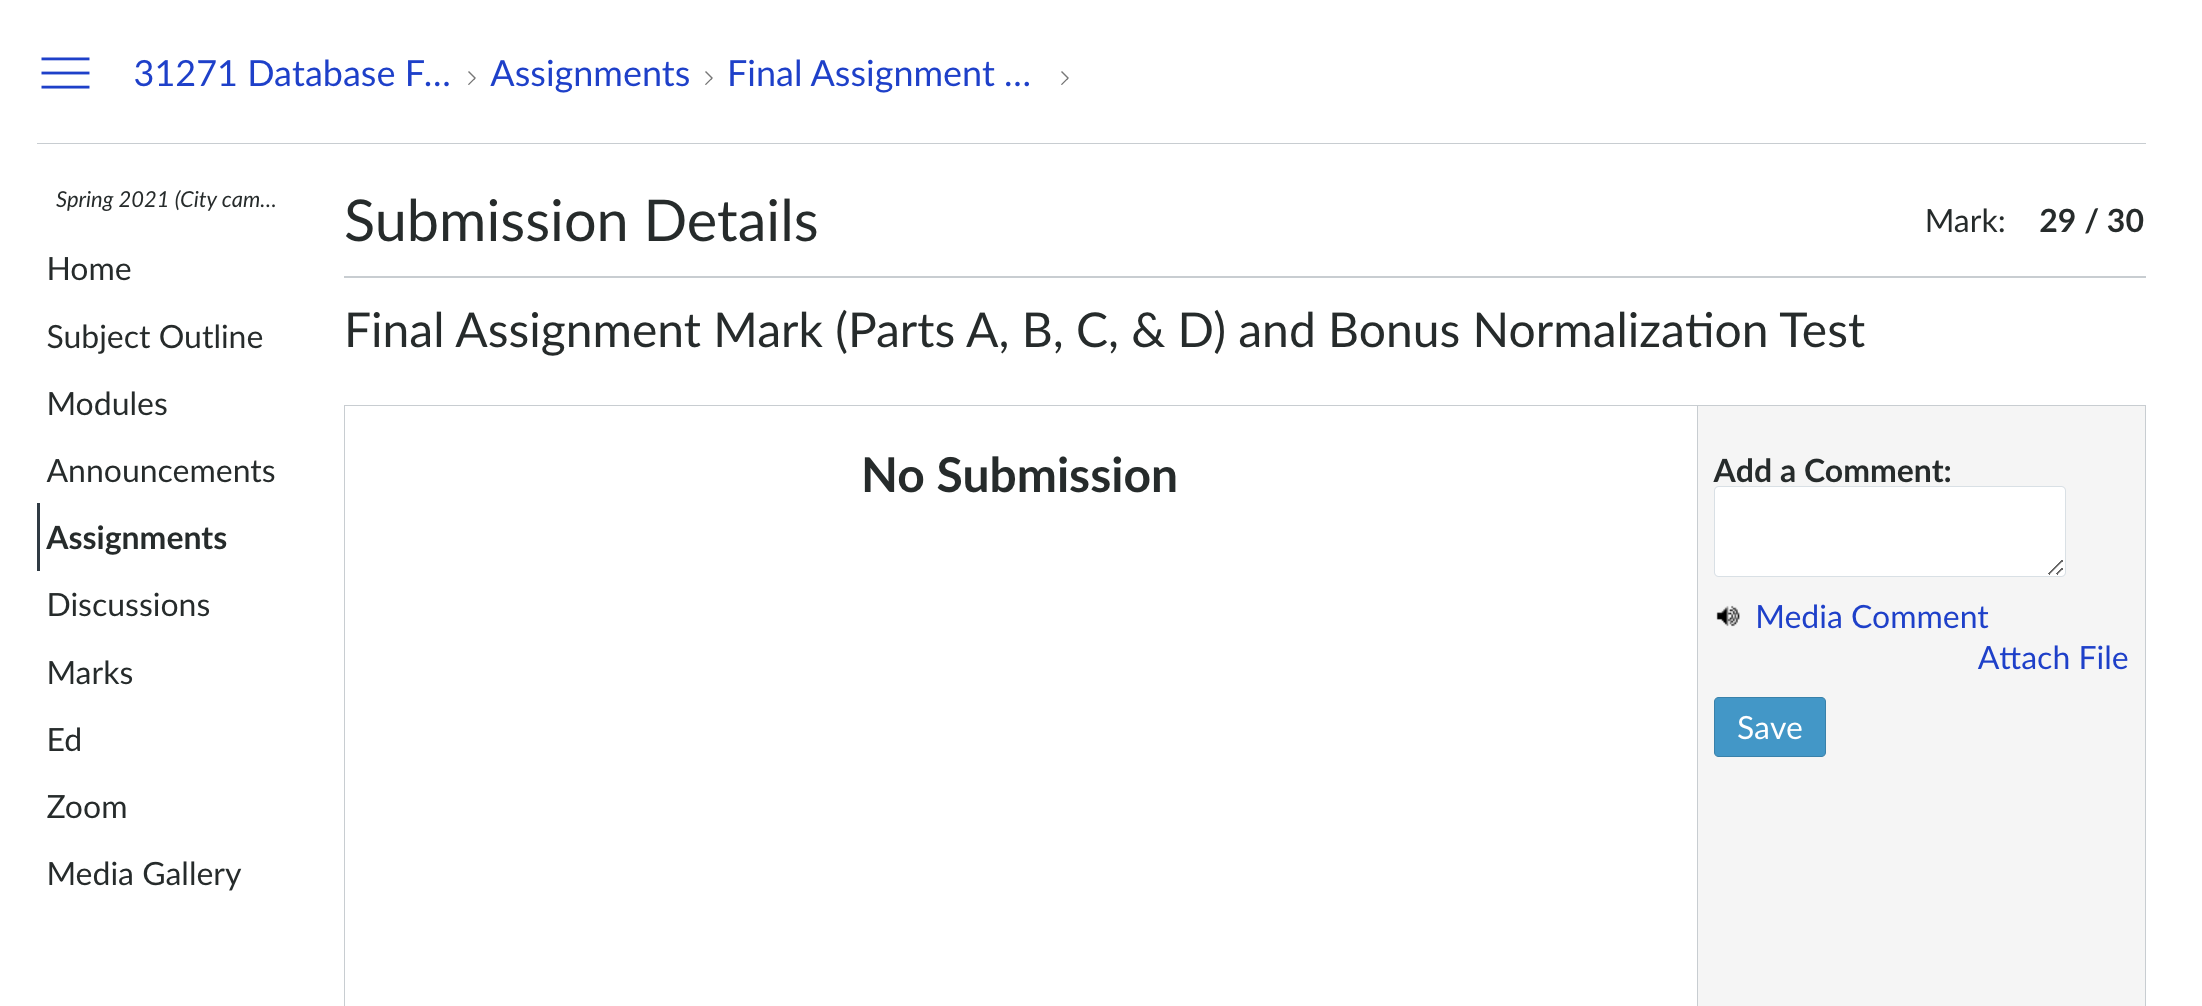 31271 Database F... › Assignments › Final Assignment ... ›
Spring 2021 (City cam...
Home
Subject Outline
Modules
Announcements
Assignments
Discussions
Marks
Ed
Zoom
Media Gallery
Submission Details
Mark: 29 / 30
Final Assignment Mark (Parts A, B, C, & D) and Bonus Normalization Test
No Submission
Add a Comment:
Media Comment
Attach File
Save